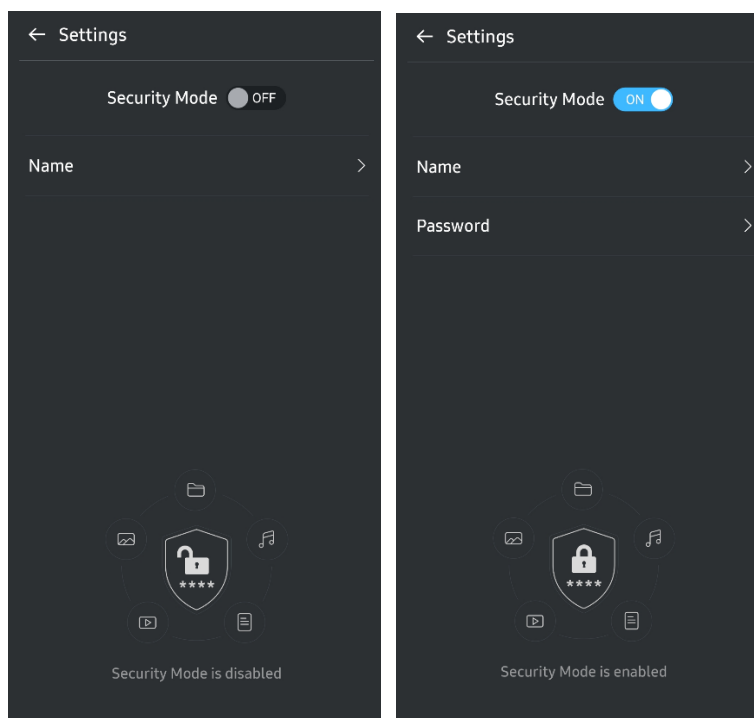 Settings
Security Mode OFF
Name
****
Security Mode is disabled
Settings
Security Mode ON
Name
Password
****
Security Mode is enabled